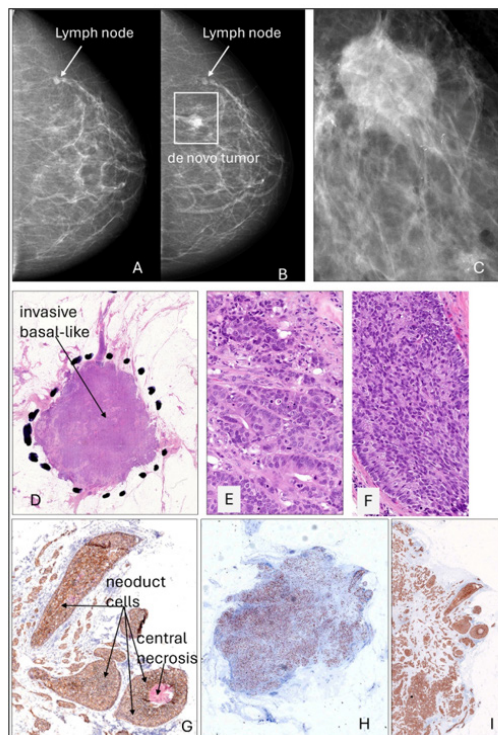 Lymph node
Lymph node
de novo tumor
A
B
C
invasive
basal-like
D
E
F
neoduct
cells
central
necrosis
G
H
I